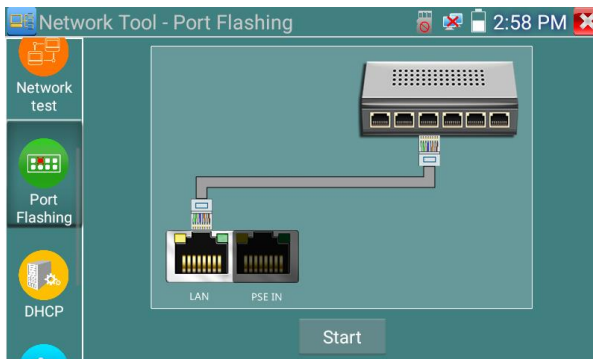 Network Tool - Port Flashing
2:58 PM
Network
test
Port
Flashing
DHCP
LAN
PSE IN
Start